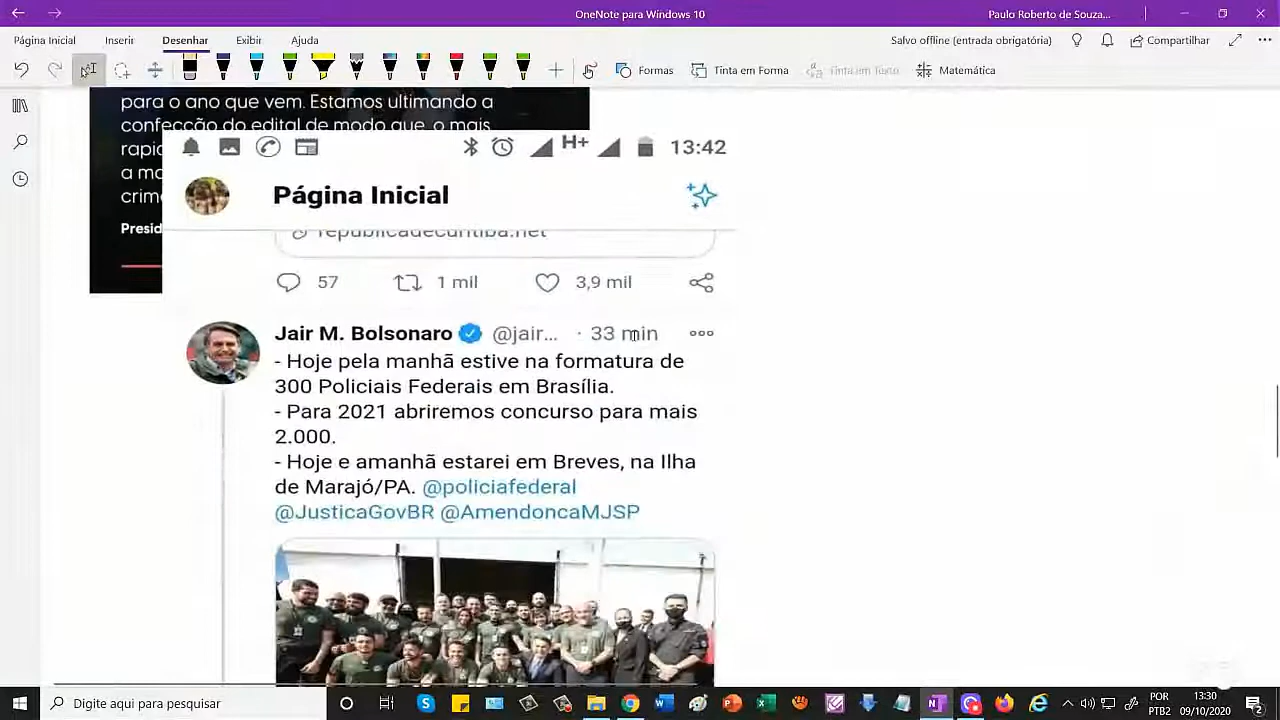 OneNote para Windows 10
Paulo Roberto de Souza...
Página Inicial Inserir Desenhar Exibir Ajuda
Salvo offline (entrada obrigatória) Compartilhar
Formas Tinta em Forma Tinta em Texto Matemática
para o ano que vem. Estamos ultimando a
confecção do edital de modo que, o mais
rapid
a ma
crime
Presid
H+ 13:42
Página Inicial
republicadecuritiba.net
57 1 mil 3,9 mil
Jair M. Bolsonaro @jair... · 33 min
- Hoje pela manhã estive na formatura de
300 Policiais Federais em Brasília.
- Para 2021 abriremos concurso para mais
2.000.
- Hoje e amanhã estarei em Breves, na Ilha
de Marajó/PA. @policiafederal
@JusticaGovBR @AmendoncaMJSP
Digite aqui para pesquisar
POR
PTB2
13:30
09/10/2020